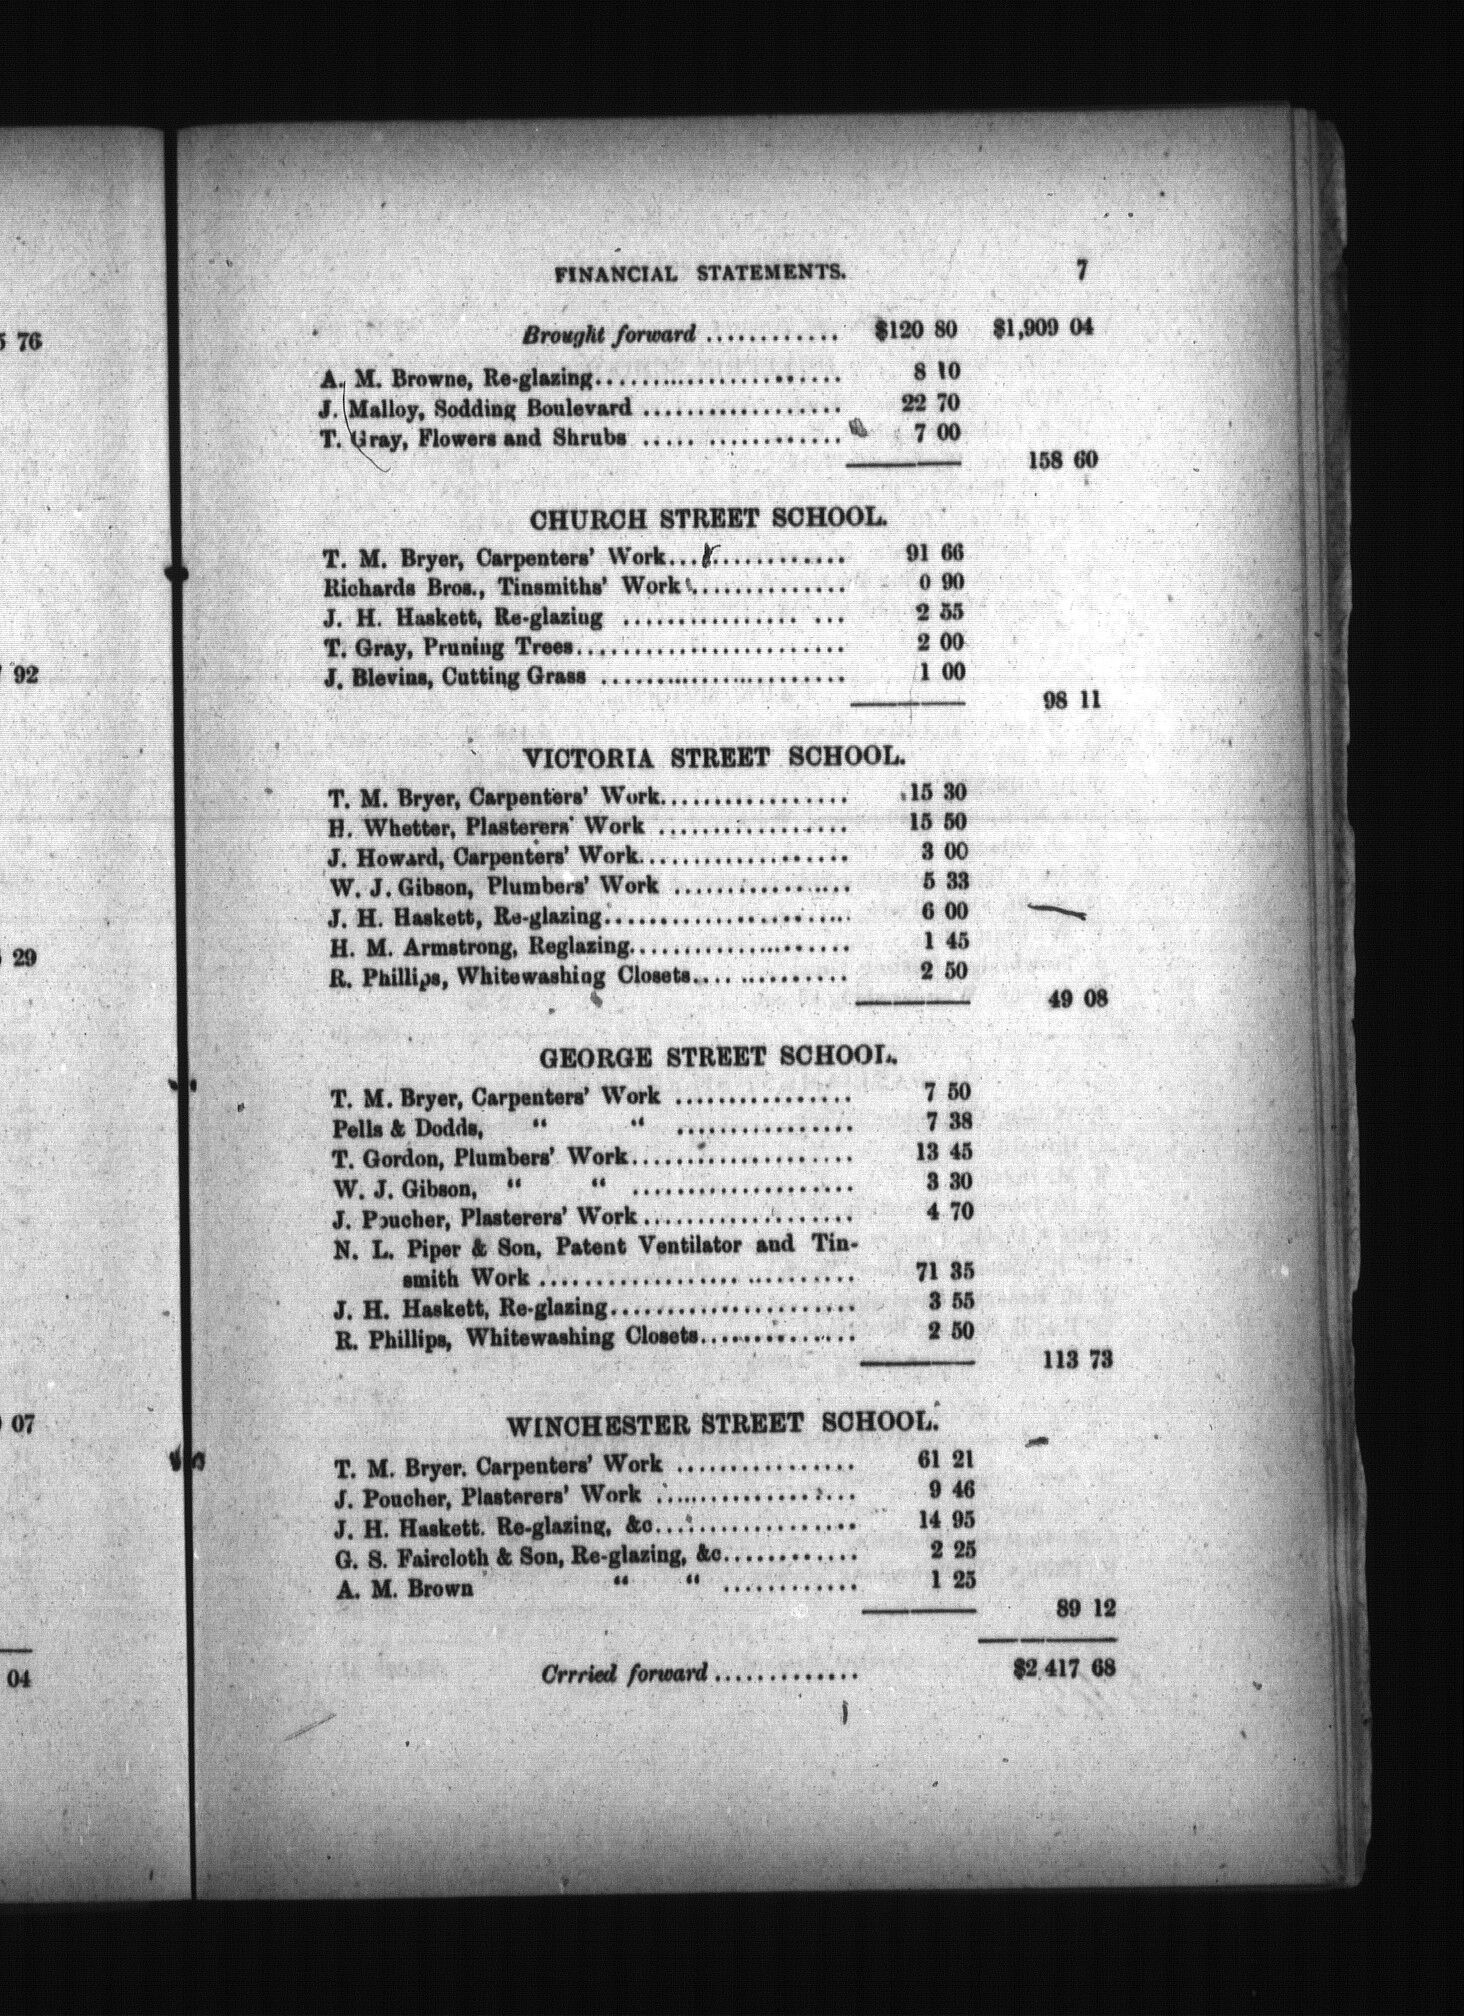 FINANCIAL STATEMENTS. 7
5 76
Brought forward ............ $120 80 $1,909 04
A. M. Browne, Re-glazing...................... 8 10
J. Malloy, Sodding Boulevard .................. 22 70
T. Gray, Flowers and Shrubs ..... ............ 7 00
158 60
CHURCH STREET SCHOOL.
T. M. Bryer, Carpenters' Work................ 91 66
Richards Bros., Tinsmiths' Work .............. 0 90
J. H. Haskett, Re-glazing ................ ... 2 55
T. Gray, Pruning Trees........................ 2 00
92
J. Blevins, Cutting Grass ...................... 1 00
98 11
VICTORIA STREET SCHOOL.
T. M. Bryer, Carpenters' Work................. 15 30
H. Whetter, Plasterers' Work ................. 15 50
J. Howard, Carpenters' Work................... 3 00
W. J. Gibson, Plumbers' Work ................ 5 33
J. H. Haskett, Re-glazing...................... 6 00
H. M. Armstrong, Reglazing.................... 1 45
29
R. Phillips, Whitewashing Closets.............. 2 50
49 08
GEORGE STREET SCHOOL.
T. M. Bryer, Carpenters' Work ................ 7 50
Pells & Dodds, “ “ ................ 7 38
T. Gordon, Plumbers' Work.................... 13 45
W. J. Gibson, “ “ .................... 3 30
J. Poucher, Plasterers' Work ................... 4 70
N. L. Piper & Son, Patent Ventilator and Tin-
smith Work .................. .......... 71 35
J. H. Haskett, Re-glazing...................... 3 55
R. Phillips, Whitewashing Closets.............. 2 50
113 73
07
WINCHESTER STREET SCHOOL.
T. M. Bryer. Carpenters' Work ................ 61 21
J. Poucher, Plasterers' Work .................. 9 46
J. H. Haskett. Re-glazing, &c.................. 14 95
G. S. Faircloth & Son, Re-glazing, &c............ 2 25
A. M. Brown “ “ ............ 1 25
89 12
04
Crrried forward ............. $2 417 68